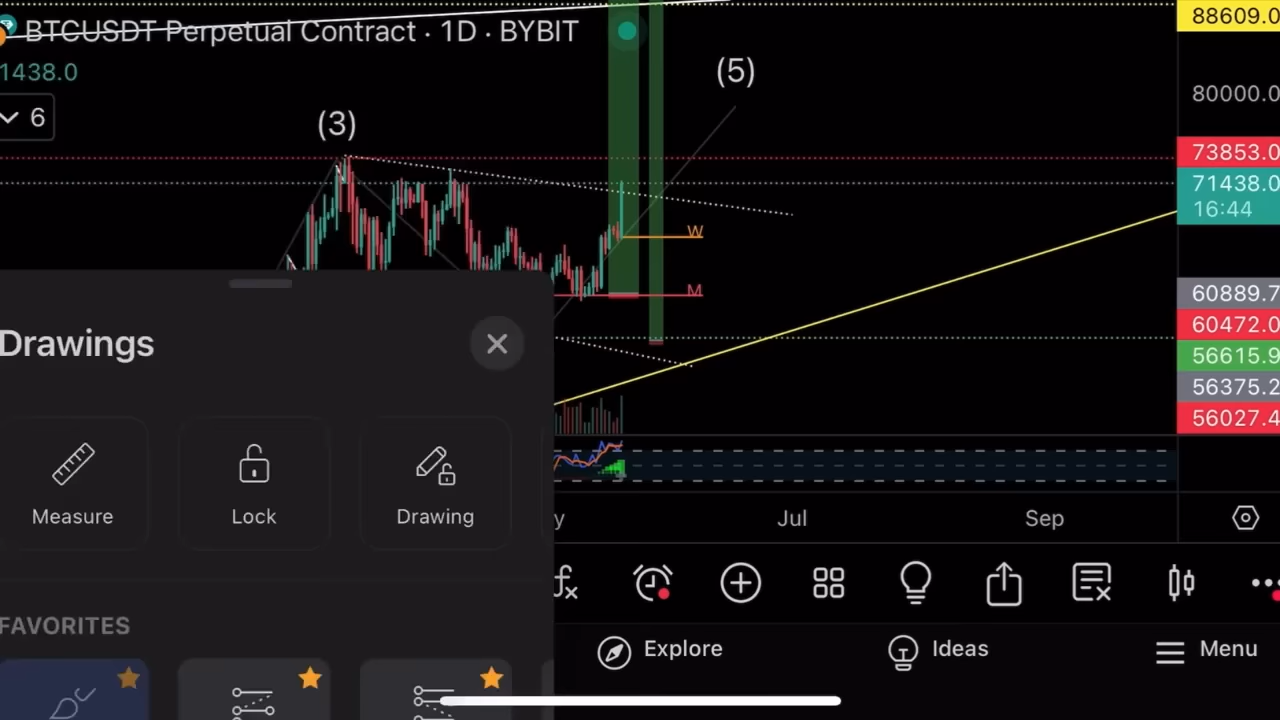 BTCUSDT Perpetual Contract · 1D · BYBIT
88609.0
1438.0
(5)
80000.0
6
(3)
73853.0
71438.0
16:44
W
M
60889.7
60472.0
56615.9
56375.2
56027.4
Drawings
Measure
Lock
Drawing
y
Jul
Sep
FAVORITES
Explore
Ideas
Menu